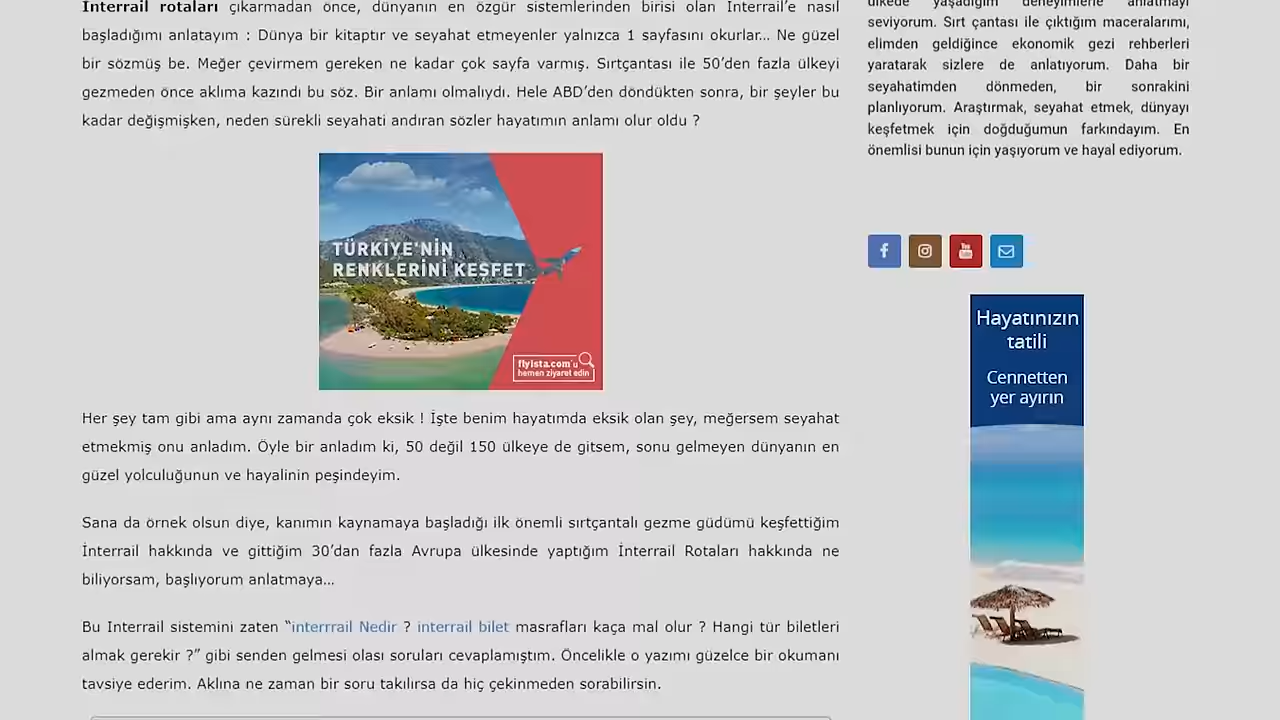 Interrail rotaları çıkarmadan önce, dünyanın en özgür sistemlerinden birisi olan Interrail’e nasıl
başladığımı anlatayım : Dünya bir kitaptır ve seyahat etmeyenler yalnızca 1 sayfasını okurlar… Ne güzel
bir sözmüş be. Meğer çevirmem gereken ne kadar çok sayfa varmış. Sırtçantası ile 50’den fazla ülkeyi
gezmeden önce aklıma kazındı bu söz. Bir anlamı olmalıydı. Hele ABD’den döndükten sonra, bir şeyler bu
kadar değişmişken, neden sürekli seyahati andıran sözler hayatımın anlamı olur oldu ?
TÜRKİYE'NİN
RENKLERİNİ KEŞFET
flyista.com'u
hemen ziyaret edin
Her şey tam gibi ama aynı zamanda çok eksik ! İşte benim hayatımda eksik olan şey, meğersem seyahat
etmekmiş onu anladım. Öyle bir anladım ki, 50 değil 150 ülkeye de gitsem, sonu gelmeyen dünyanın en
güzel yolculuğunun ve hayalinin peşindeyim.
Sana da örnek olsun diye, kanımın kaynamaya başladığı ilk önemli sırtçantalı gezme güdümü keşfettiğim
İnterrail hakkında ve gittiğim 30’dan fazla Avrupa ülkesinde yaptığım İnterrail Rotaları hakkında ne
biliyorsam, başlıyorum anlatmaya…
Bu Interrail sistemini zaten “interrrail Nedir ? interrail bilet masrafları kaça mal olur ? Hangi tür biletleri
almak gerekir ?” gibi senden gelmesi olası soruları cevaplamıştım. Öncelikle o yazımı güzelce bir okumanı
tavsiye ederim. Aklına ne zaman bir soru takılırsa da hiç çekinmeden sorabilirsin.
ülkede yaşadığım deneyimlerle anlatmayı
seviyorum. Sırt çantası ile çıktığım maceralarımı,
elimden geldiğince ekonomik gezi rehberleri
yaratarak sizlere de anlatıyorum. Daha bir
seyahatimden dönmeden, bir sonrakini
planlıyorum. Araştırmak, seyahat etmek, dünyayı
keşfetmek için doğduğumun farkındayım. En
önemlisi bunun için yaşıyorum ve hayal ediyorum.
You
Tube
Hayatınızın
tatili
Cennetten
yer ayırın